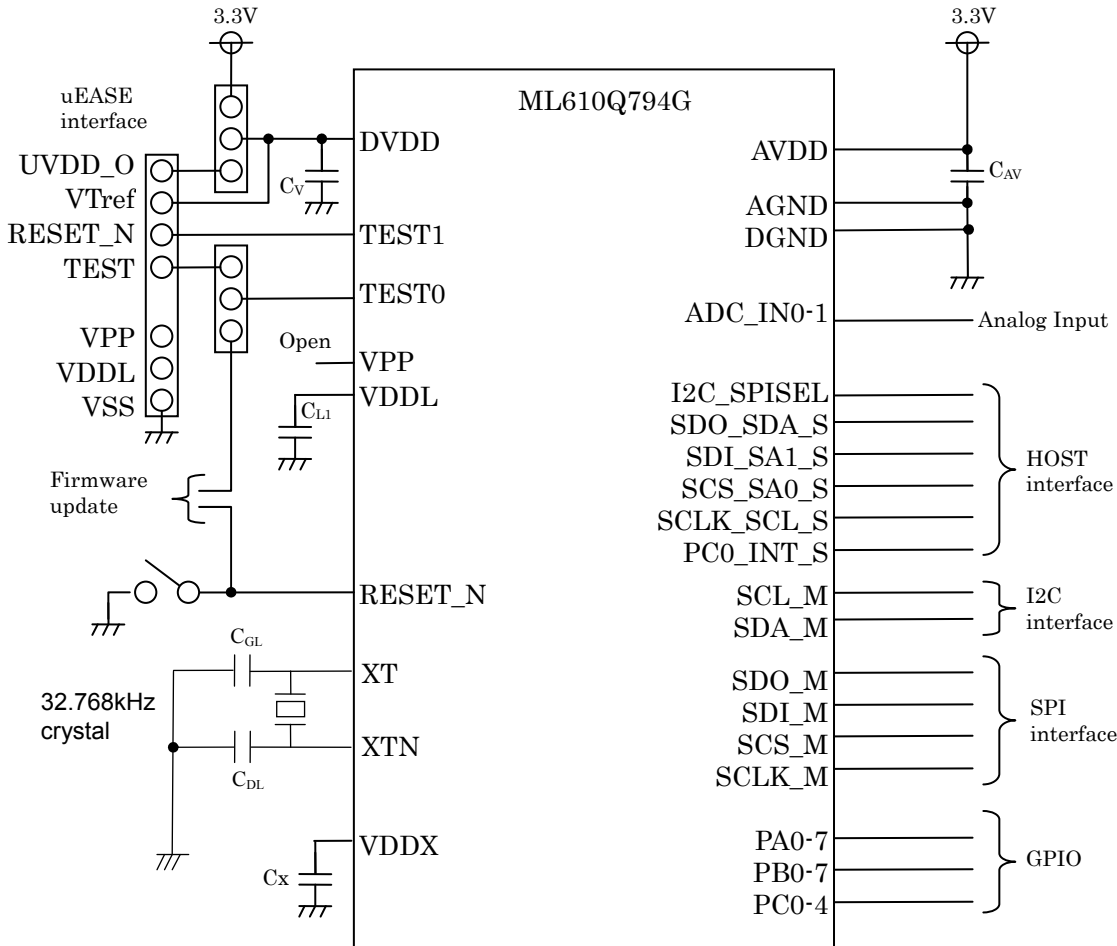 3.3V
3.3V
uEASE
interface
ML610Q794G
UVDD_O
VTref
RESET_N
TEST
VPP
VDDL
VSS
DVDD
CV
TEST1
TEST0
Open
VPP
VDDL
CL1
Firmware
update
RESET_N
CGL
XT
32.768kHz
crystal
XTN
CDL
VDDX
Cx
AVDD
CAV
AGND
DGND
ADC_IN0-1
Analog Input
I2C_SPISEL
SDO_SDA_S
SDI_SA1_S
SCS_SA0_S
SCLK_SCL_S
PC0_INT_S
HOST
interface
SCL_M
SDA_M
I2C
interface
SDO_M
SDI_M
SCS_M
SCLK_M
SPI
interface
PA0-7
PB0-7
PC0-4
GPIO